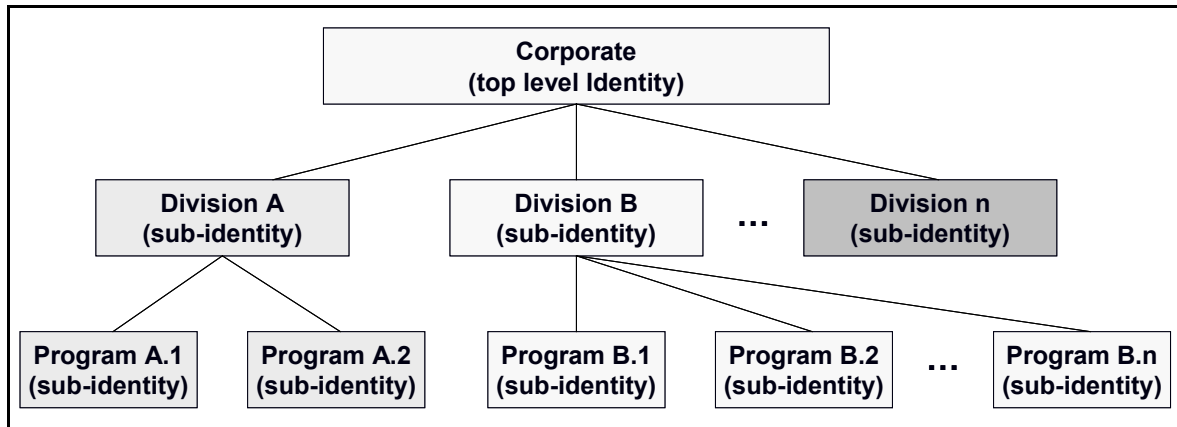 Corporate
(top level Identity)
Division A
(sub-identity)
Division B
(sub-identity)
...
Division n
(sub-identity)
Program A.1
(sub-identity)
Program A.2
(sub-identity)
Program B.1
(sub-identity)
Program B.2
(sub-identity)
...
Program B.n
(sub-identity)